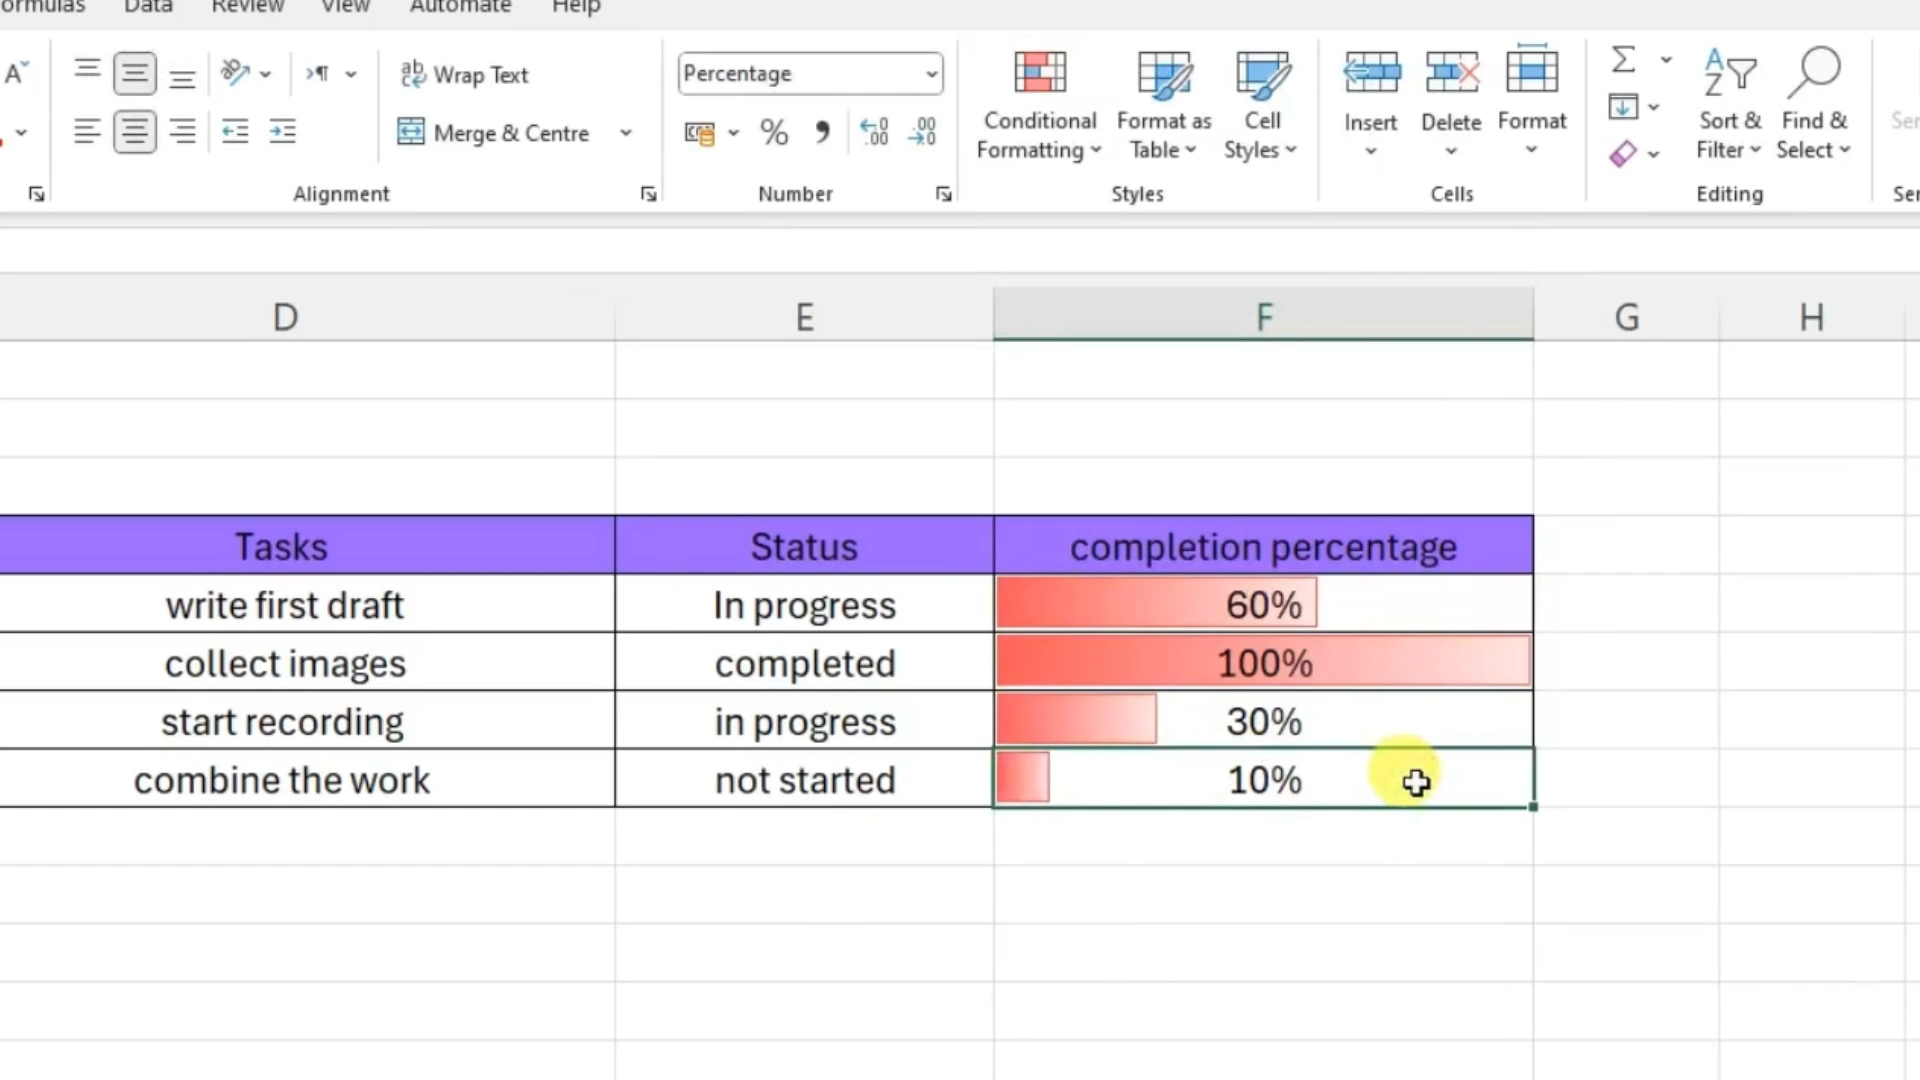 ormulas Data Review View Automate Help
Wrap Text
Merge & Centre
Alignment
Percentage
Number
Conditional Formatting
Format as Table
Cell Styles
Styles
Insert
Delete
Format
Cells
Sort & Filter
Find & Select
Editing
D E F G H
Tasks Status completion percentage
write first draft In progress 60%
collect images completed 100%
start recording in progress 30%
combine the work not started 10%